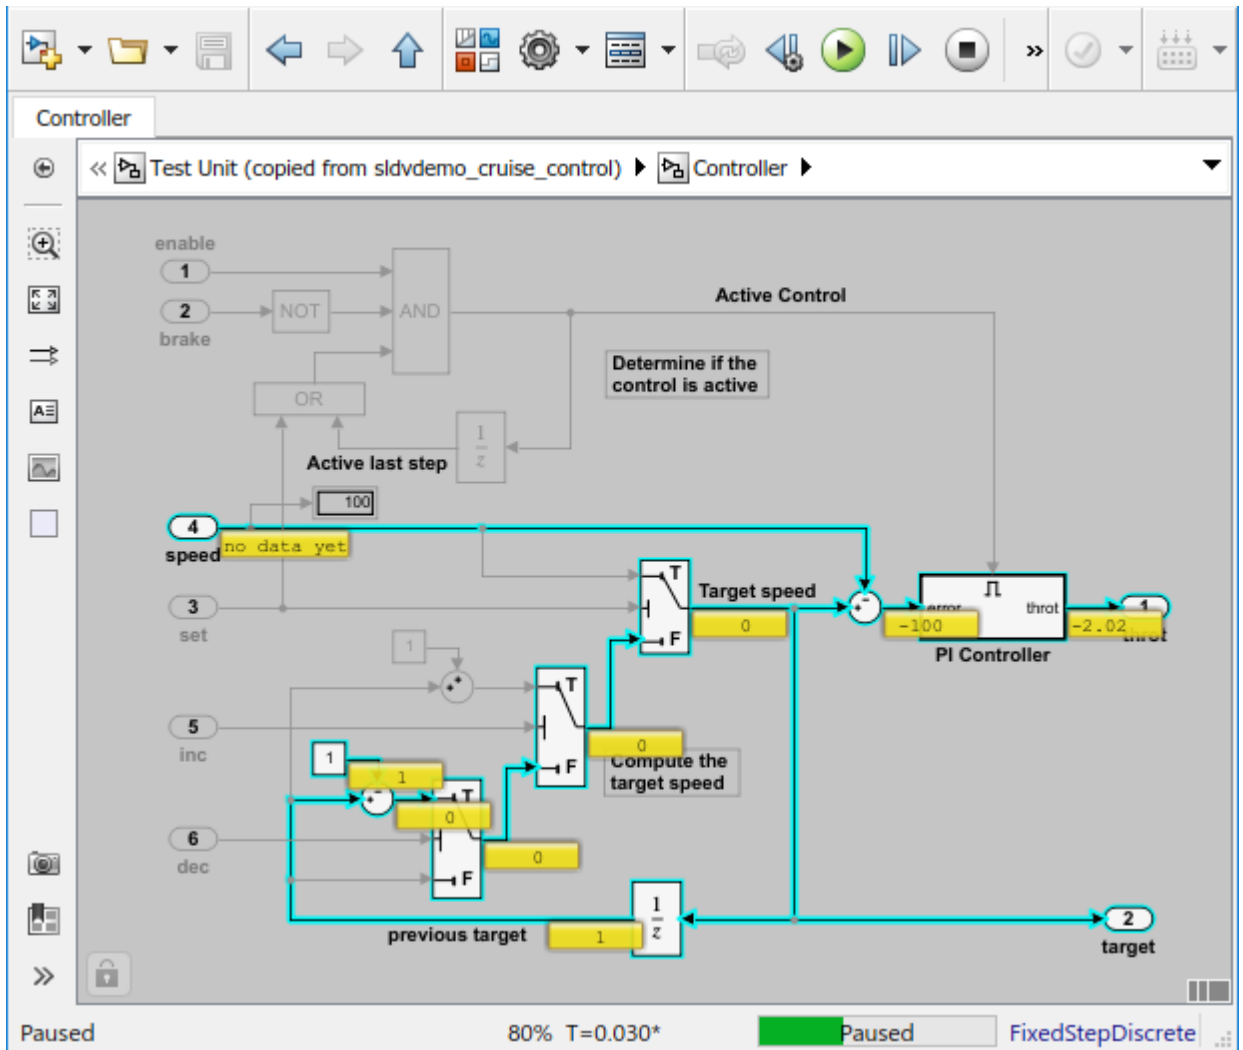 Controller
Test Unit (copied from sldvdemo_cruise_control)
Controller
enable
1
2
brake
NOT
AND
Active Control
Determine if the
control is active
OR
1
z
Active last step
100
4
speed
no data yet
T
Target speed
0
F
3
set
-100
throt
-2.02
1
PI Controller
1
T
5
inc
0
F
Compute the
target speed
1
1
T
0
6
dec
0
F
1
z
previous target
1
2
target
Paused
80%
T=0.030*
Paused
FixedStepDiscrete